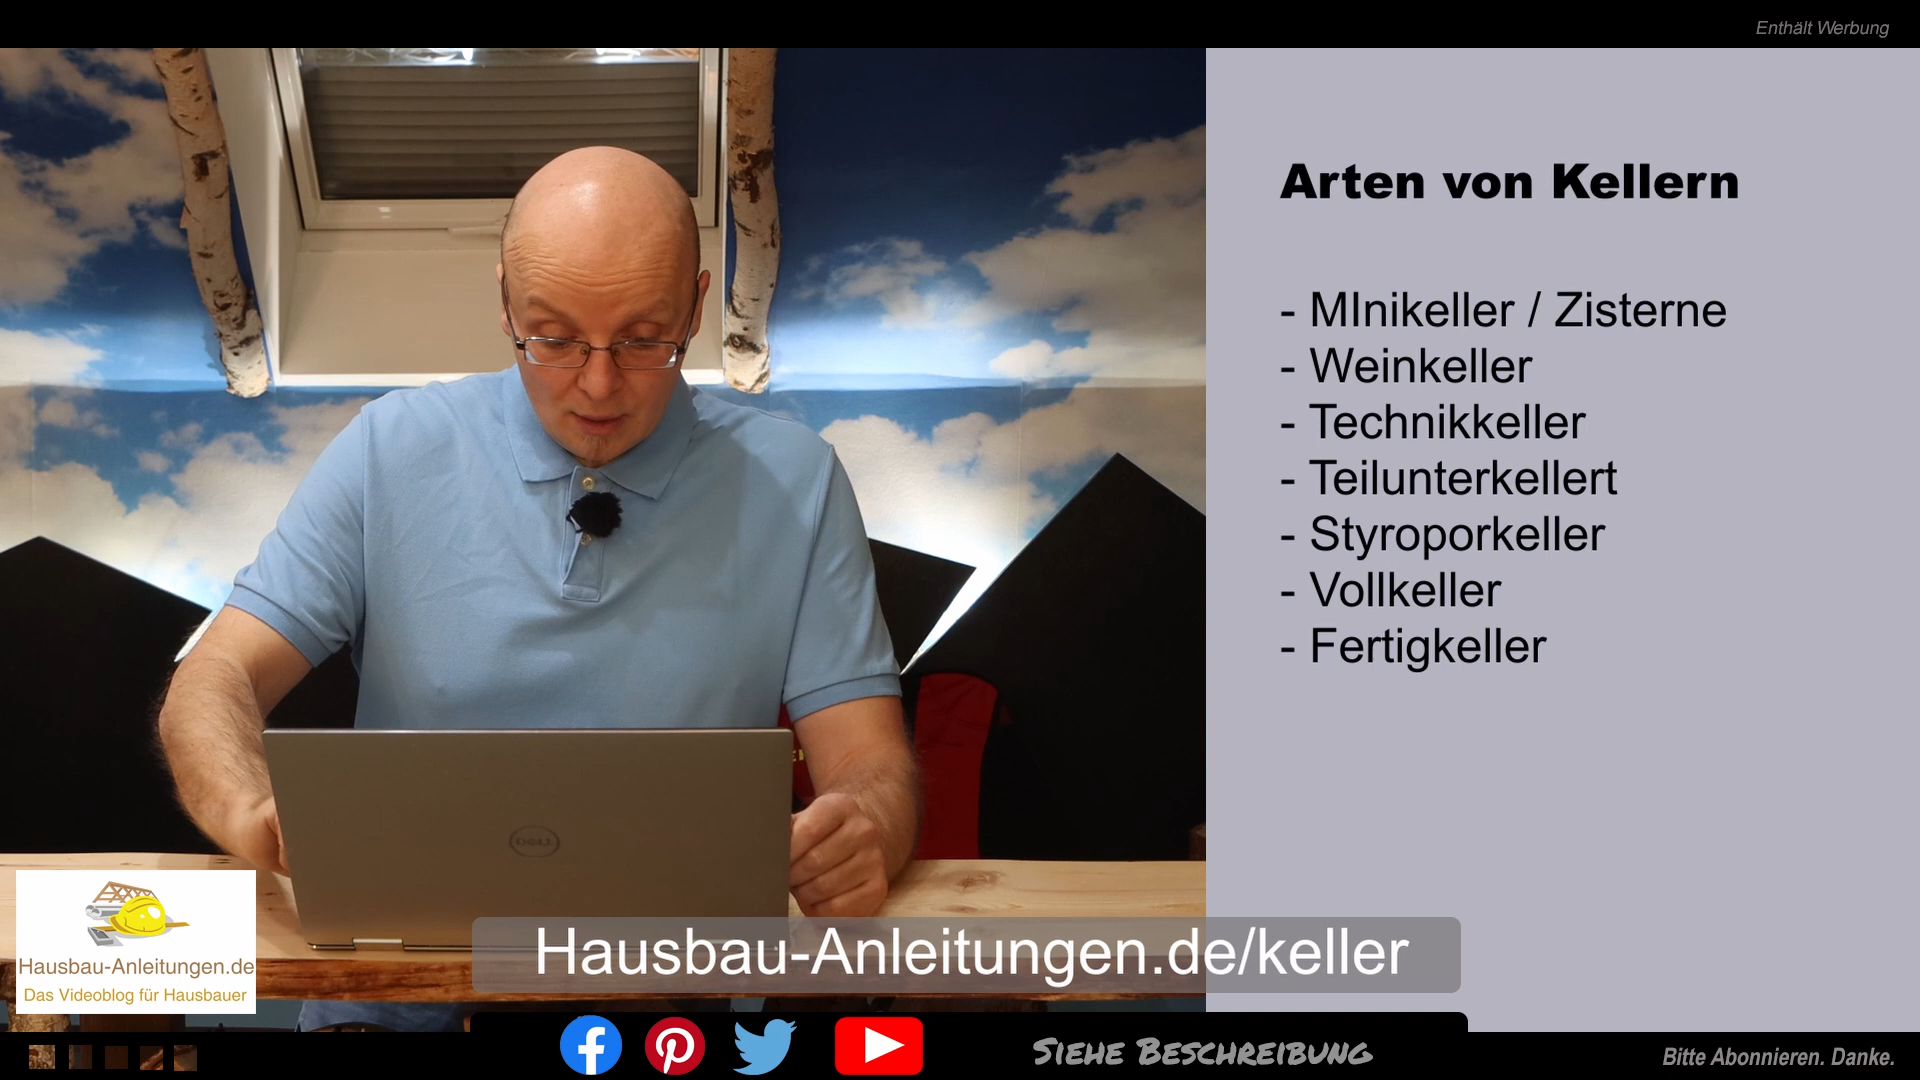 Enthält Werbung
Arten von Kellern
- MInikeller / Zisterne
- Weinkeller
- Technikkeller
- Teilunterkellert
- Styroporkeller
- Vollkeller
- Fertigkeller
DELL
Hausbau-Anleitungen.de
Das Videoblog für Hausbauer
Hausbau-Anleitungen.de/keller
Siehe Beschreibung
Bitte Abonnieren. Danke.